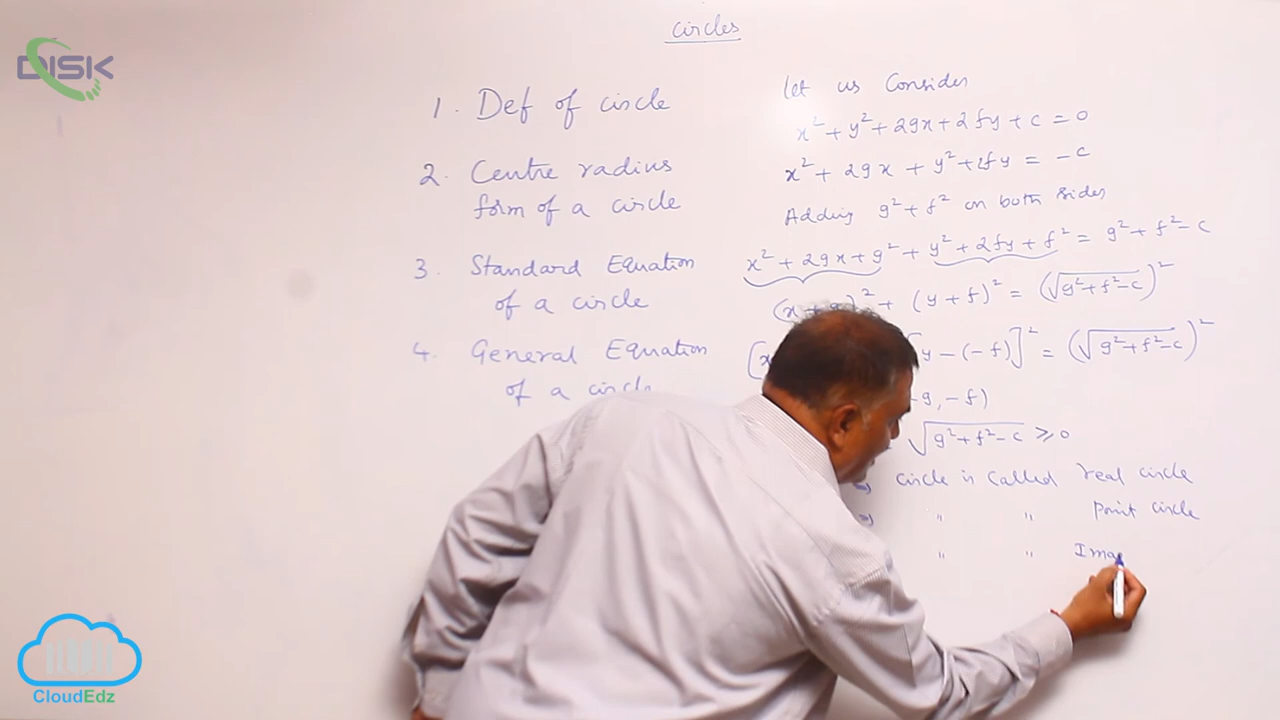 circles
DISK
1. Def of circle
2. Centre radius
form of a circle
3. Standard Equation
of a circle
4. General Equation
of a circle
Let us Consider
x² + y² + 2gx + 2fy + c = 0
x² + 2gx + y² + 2fy = -c
Adding g² + f² on both sides
x² + 2gx + g² + y² + 2fy + f² = g² + f² - c
(x + g)² + (y + f)² = (√g²+f²-c)²
[x y - (-f)]² = (√g²+f²-c)²
-g, -f)
√g²+f²-c ⩾ 0
⇒ circle is called real circle
⇒ " " point circle
" " Ima
CloudEdz